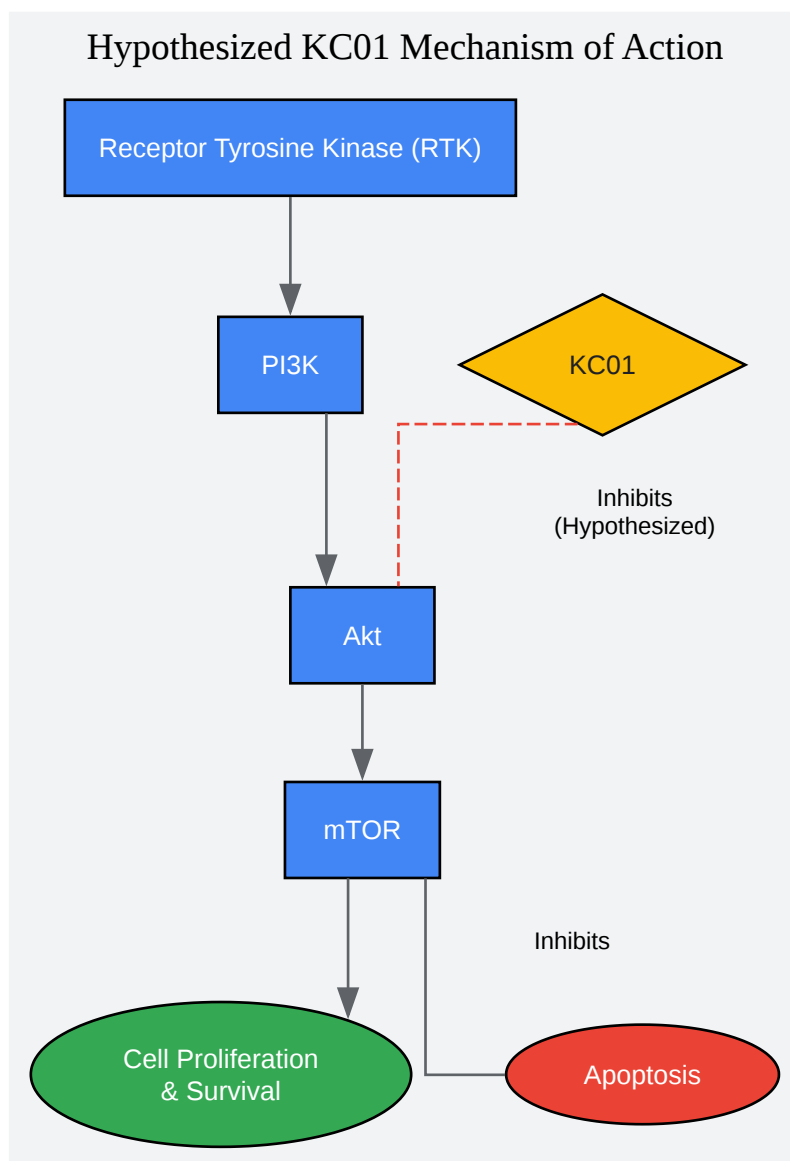 Hypothesized KC01 Mechanism of Action
Receptor Tyrosine Kinase (RTK)
PI3K
KC01
Inhibits
(Hypothesized)
Akt
mTOR
Inhibits
Cell Proliferation
& Survival
Apoptosis